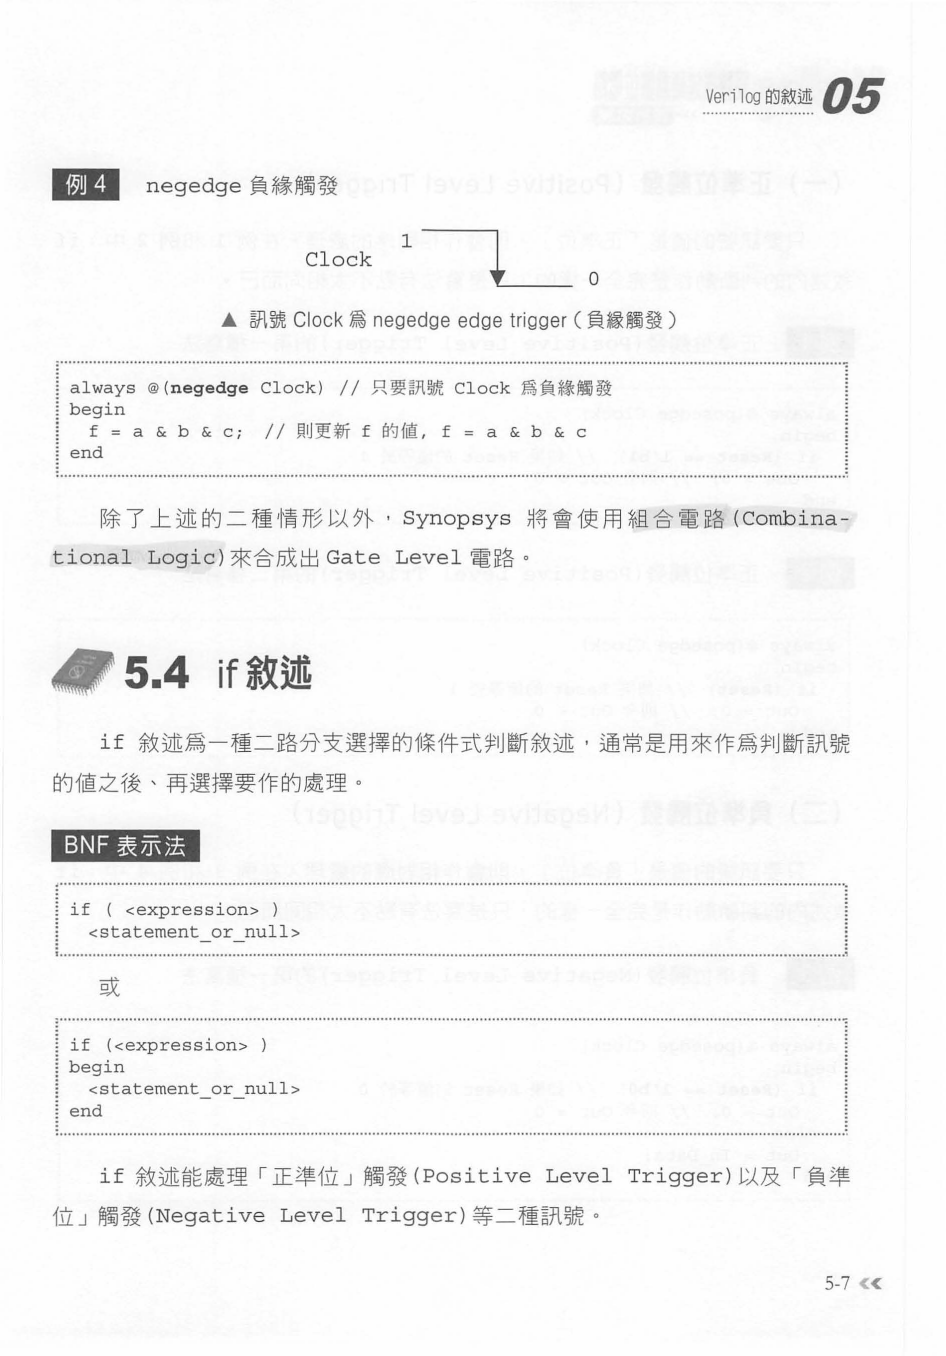 Verilog 的敘述 05
例 4 negedge 負緣觸發
1
Clock
0
▲ 訊號 Clock 為 negedge edge trigger（負緣觸發）
always @(negedge Clock) // 只要訊號 Clock 為負緣觸發
begin
f = a & b & c; // 則更新 f 的值, f = a & b & c
end
除了上述的二種情形以外，Synopsys 將會使用組合電路(Combina-
tional Logic)來合成出 Gate Level 電路。
5.4 if 敘述
if 敘述為一種二路分支選擇的條件式判斷敘述，通常是用來作為判斷訊號
的值之後、再選擇要作的處理。
BNF 表示法
if ( <expression> )
<statement_or_null>
或
if (<expression> )
begin
<statement_or_null>
end
if 敘述能處理「正準位」觸發(Positive Level Trigger)以及「負準
位」觸發(Negative Level Trigger)等二種訊號。
5-7